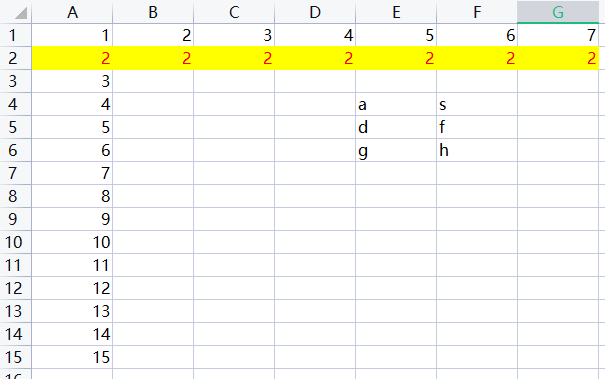 A B C D E F G
1 1 2 3 4 5 6 7
2 2 2 2 2 2 2 2
3 3
4 4 a s
5 5 d f
6 6 g h
7 7
8 8
9 9
10 10
11 11
12 12
13 13
14 14
15 15
16